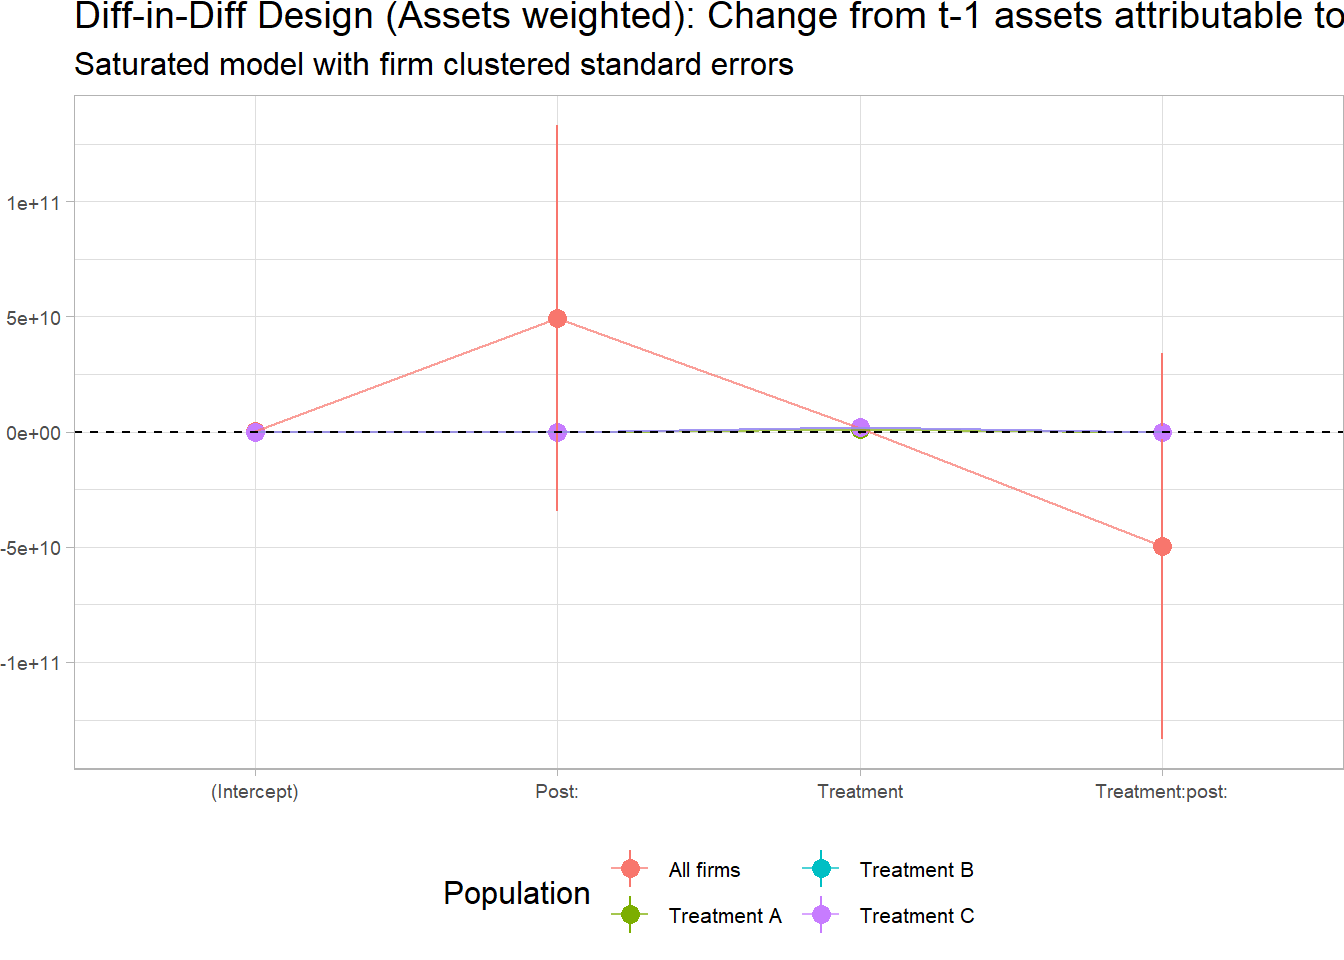 Diff-in-Diff Design (Assets weighted): Change from t-1 assets attributable to
Saturated model with firm clustered standard errors
1e+11
5e+10
0e+00
-5e+10
-1e+11
(Intercept)
Post:
Treatment
Treatment:post:
Population
All firms
Treatment B
Treatment A
Treatment C